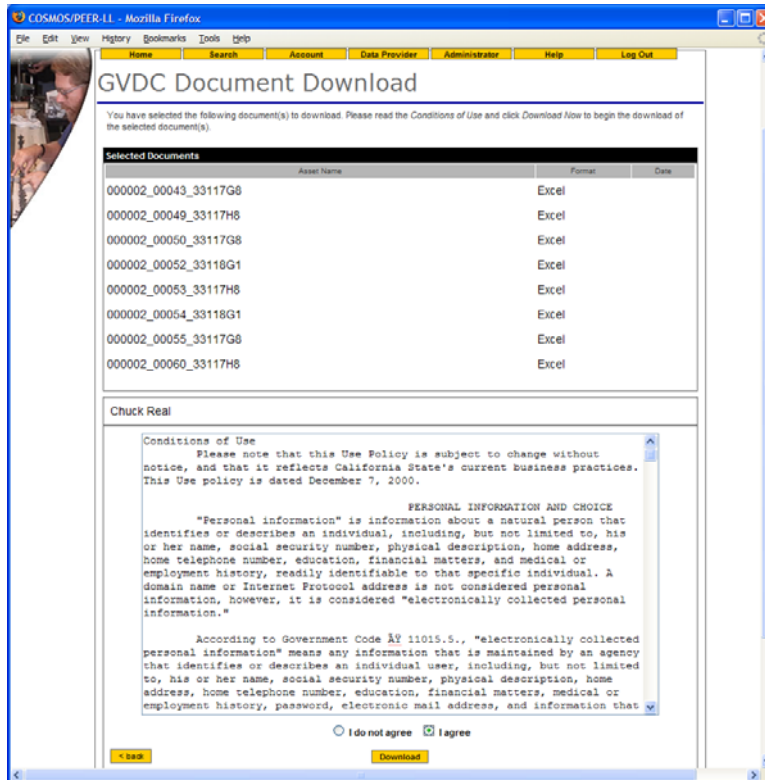 COSMOS/PEER-LL - Mozilla Firefox
File Edit View History Bookmarks Tools Help
Home Search Account Data Provider Administrator Help Log Out
GVDC Document Download
You have selected the following document(s) to download. Please read the Conditions of Use and click Download Now to begin the download of
the selected document(s).
Selected Documents
Asset Name Format Date
000002_00043_33117G8 Excel
000002_00049_33117H8 Excel
000002_00050_33117G8 Excel
000002_00052_33118G1 Excel
000002_00053_33117H8 Excel
000002_00054_33118G1 Excel
000002_00055_33117G8 Excel
000002_00060_33117H8 Excel
Chuck Real
Conditions of Use
Please note that this Use Policy is subject to change without
notice, and that it reflects California State's current business practices.
This Use policy is dated December 7, 2000.
PERSONAL INFORMATION AND CHOICE
"Personal information" is information about a natural person that
identifies or describes an individual, including, but not limited to, his
or her name, social security number, physical description, home address,
home telephone number, education, financial matters, and medical or
employment history, readily identifiable to that specific individual. A
domain name or Internet Protocol address is not considered personal
information, however, it is considered "electronically collected personal
information."
According to Government Code ÂŸ 11015.5., "electronically collected
personal information" means any information that is maintained by an agency
that identifies or describes an individual user, including, but not limited
to, his or her name, social security number, physical description, home
address, home telephone number, education, financial matters, medical or
employment history, password, electronic mail address, and information that
I do not agree I agree
< back Download